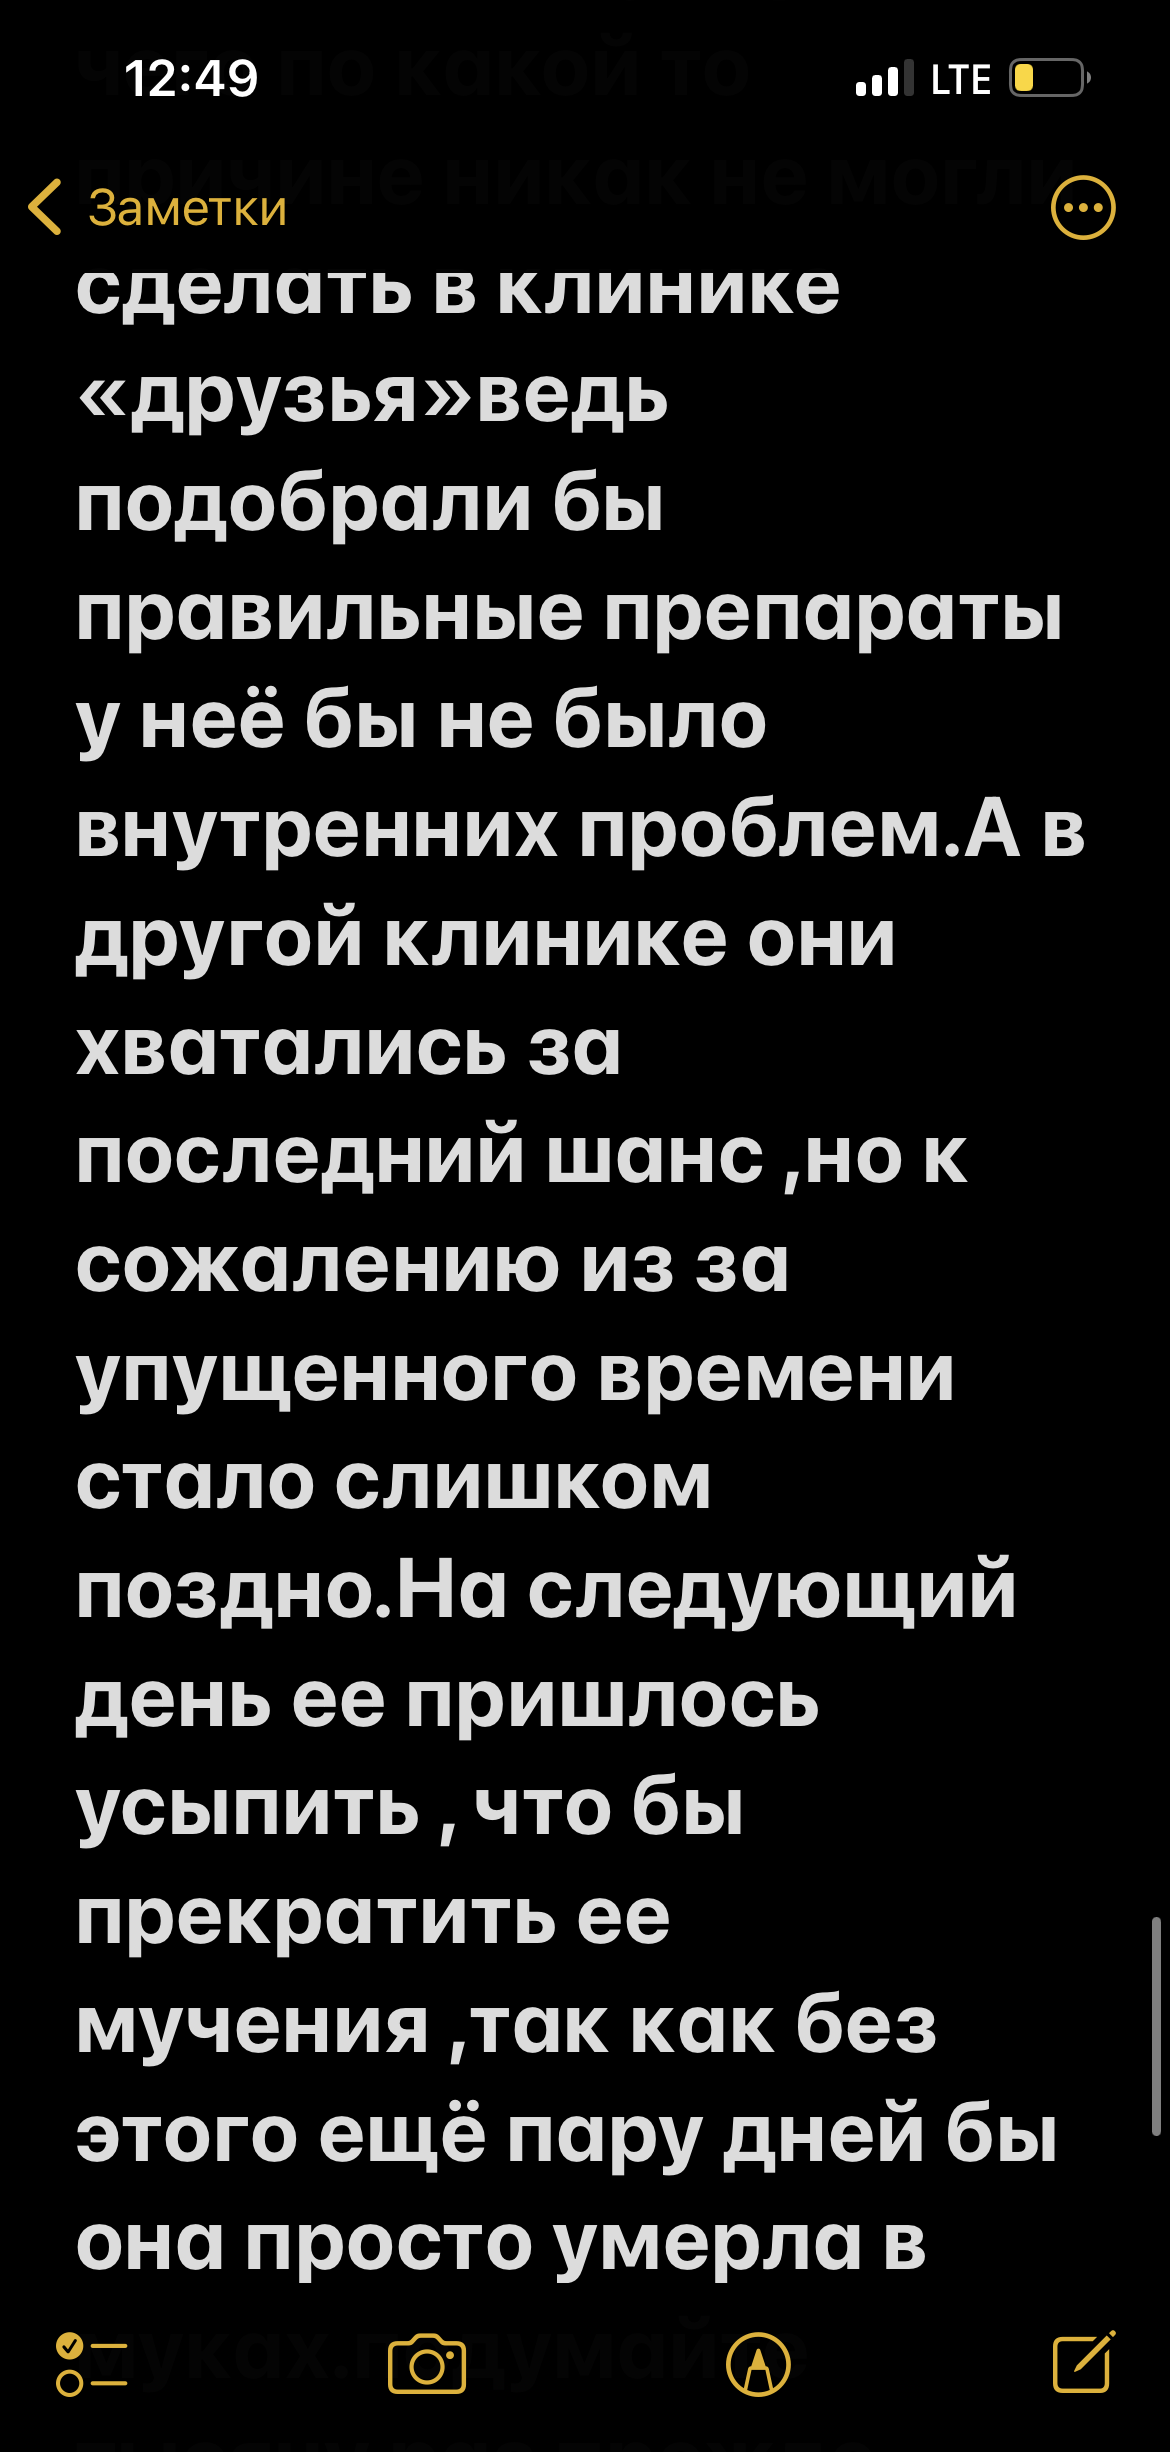 чего по какой то
12:49
LTE
причине никак не могли
Заметки
сделать в клинике
«друзья»ведь
подобрали бы
правильные препараты
у неё бы не было
внутренних проблем.А в
другой клинике они
хватались за
последний шанс ,но к
сожалению из за
упущенного времени
стало слишком
поздно.На следующий
день ее пришлось
усыпить , что бы
прекратить ее
мучения ,так как без
этого ещё пару дней бы
она просто умерла в
муках.